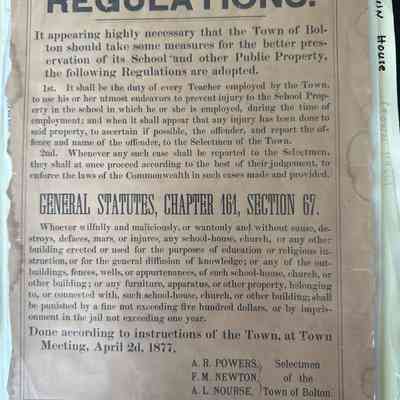 REGULATIONS.
It appearing highly necessary that the Town of Bol-
ton should take some measures for the better pres-
ervation of its School and other Public Property,
the following Regulations are adopted.
1st. It shall be the duty of every Teacher employed by the Town,
to use his or her utmost endeavors to prevent injury to the School Prop-
erty in the school in which he or she is employed, during the time of
employment; and when it shall appear that any injury has been done to
said property, to ascertain if possible, the offender, and report the of-
fence and name of the offender, to the Selectmen of the Town.
2nd. Whenever any such case shall be reported to the Selectmen,
they shall at once proceed according to the best of their judgement, to
enforce the laws of the Commonwealth in such cases made and provided.
GENERAL STATUTES, CHAPTER 161, SECTION 67.
Whoever wilfully and maliciously, or wantonly and without cause, de-
stroys, defaces, mars, or injures, any school-house, church, or any other
building erected or used for the purposes of education or religious in-
struction, or for the general diffusion of knowledge; or any of the out-
buildings, fences, wells, or appurtenances, of such school-house, church, or
other building; or any furniture, apparatus, or other property, belonging
to, or connected with, such school-house, church, or other building; shall
be punished by a fine not exceeding five hundred dollars, or by impris-
onment in the jail not exceeding one year.
Done according to instructions of the Town, at Town
Meeting, April 2d, 1877,
A. R. POWERS, Selectmen
F. M. NEWTON, of the
A. L. NOURSE, Town of Bolton.
House